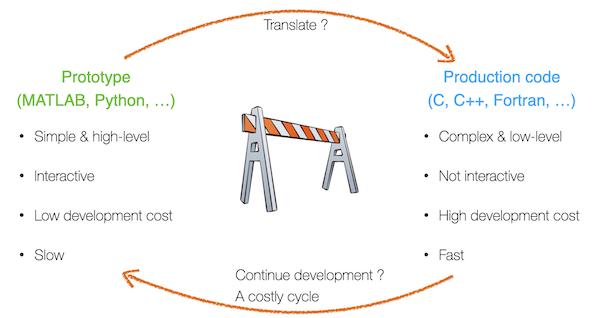 Translate ?
Prototype
(MATLAB, Python, …)
• Simple & high-level
• Interactive
• Low development cost
• Slow
Production code
(C, C++, Fortran, …)
• Complex & low-level
• Not interactive
• High development cost
• Fast
Continue development ?
A costly cycle